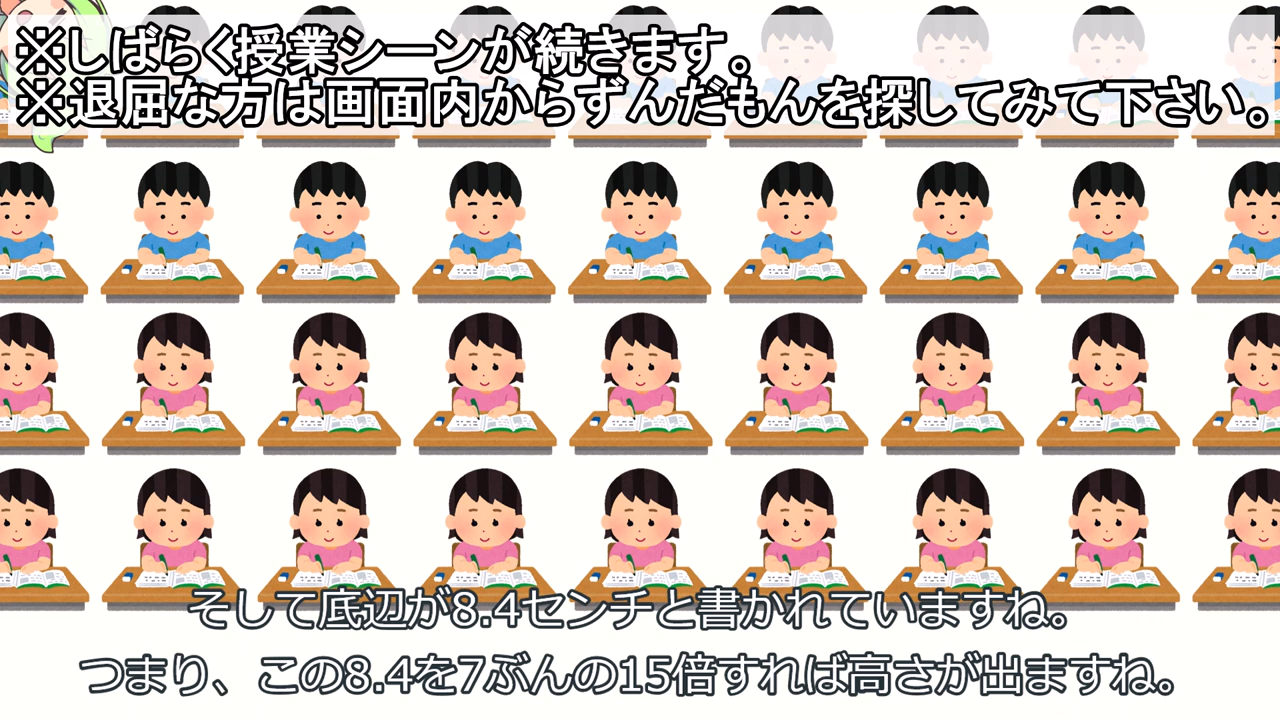 ※しばらく授業シーンが続きます。
※退屈な方は画面内からずんだもんを探してみて下さい。
そして底辺が8.4センチと書かれていますね。
つまり、この8.4を7ぶんの15倍すれば高さが出ますね。